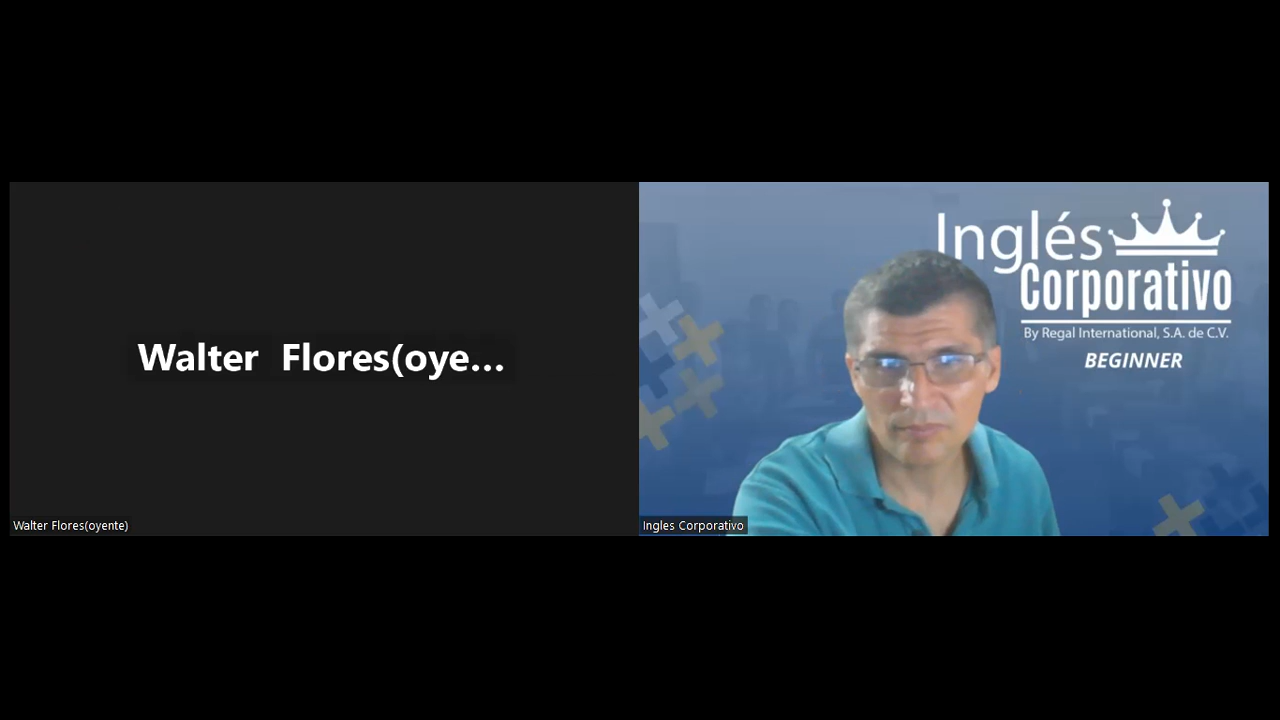 Walter Flores(oye...
Walter Flores(oyente)
Inglés
Corporativo
By Regal International, S.A. de C.V.
BEGINNER
Ingles Corporativo